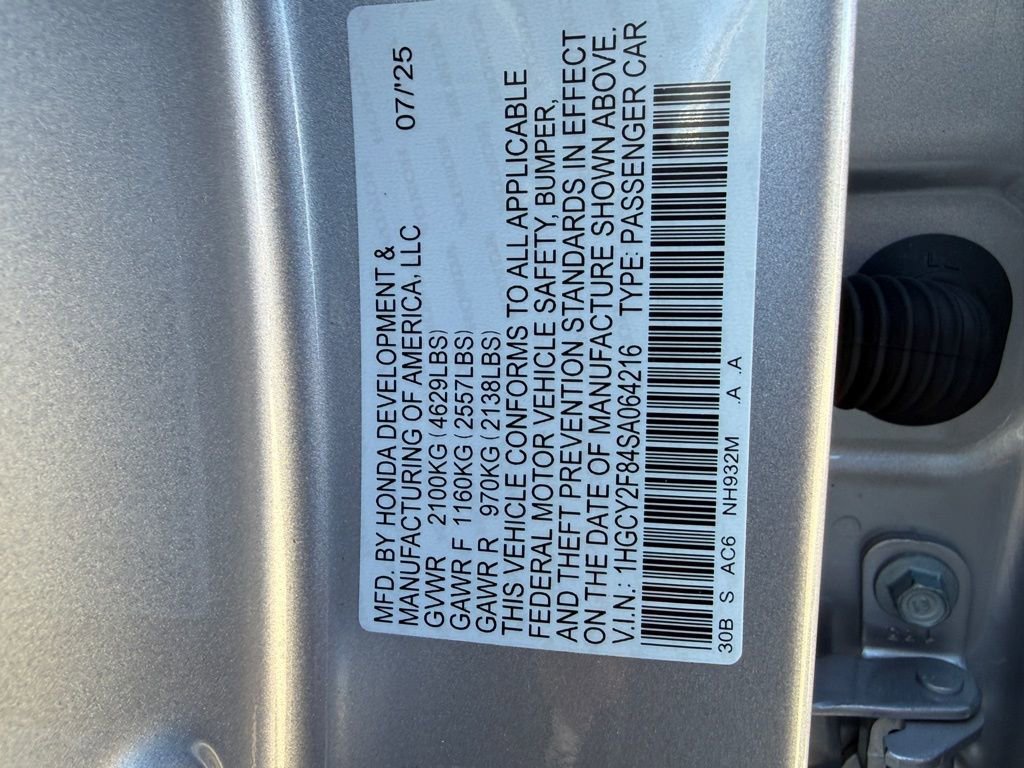 MFD. BY HONDA DEVELOPMENT &
MANUFACTURING OF AMERICA, LLC 07/'25
GVWR 2100KG (4629LBS)
GAWR F 1160KG (2557LBS)
GAWR R 970KG (2138LBS)
THIS VEHICLE CONFORMS TO ALL APPLICABLE
FEDERAL MOTOR VEHICLE SAFETY, BUMPER,
AND THEFT PREVENTION STANDARDS IN EFFECT
ON THE DATE OF MANUFACTURE SHOWN ABOVE.
V.I.N.: 1HGCY2F84SA064216 TYPE: PASSENGER CAR
30B S AC6 NH932M .A .A